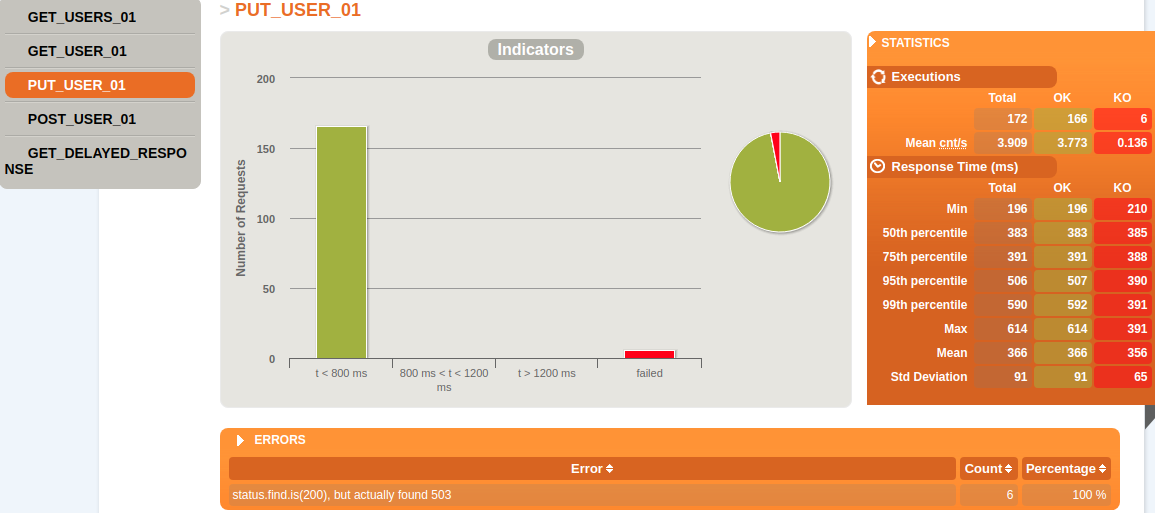 GET_USERS_01
GET_USER_01
PUT_USER_01
POST_USER_01
GET_DELAYED_RESPO
NSE
> PUT_USER_01
Indicators
Number of Requests
200
150
100
50
0
t < 800 ms
800 ms < t < 1200
ms
t > 1200 ms
failed
STATISTICS
Executions
Total OK KO
172 166 6
Mean cnt/s 3.909 3.773 0.136
Response Time (ms)
Total OK KO
Min 196 196 210
50th percentile 383 383 385
75th percentile 391 391 388
95th percentile 506 507 390
99th percentile 590 592 391
Max 614 614 391
Mean 366 366 356
Std Deviation 91 91 65
ERRORS
Error Count Percentage
status.find.is(200), but actually found 503 6 100 %